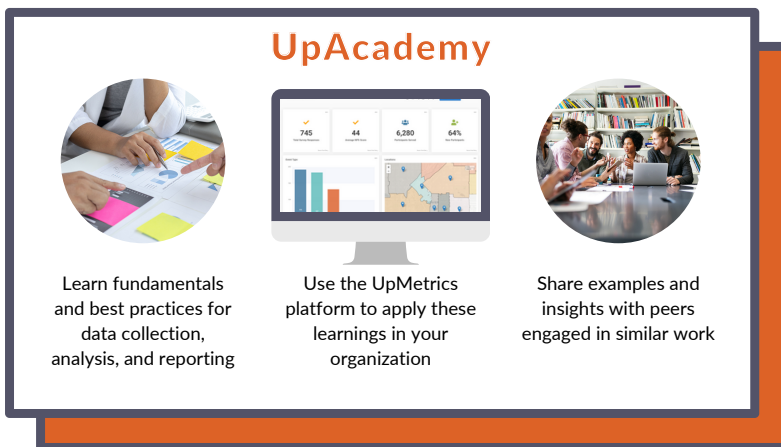 UpAcademy
745
44
6,280
64%
Learn fundamentals
and best practices for
data collection,
analysis, and reporting
Use the UpMetrics
platform to apply these
learnings in your
organization
Share examples and
insights with peers
engaged in similar work